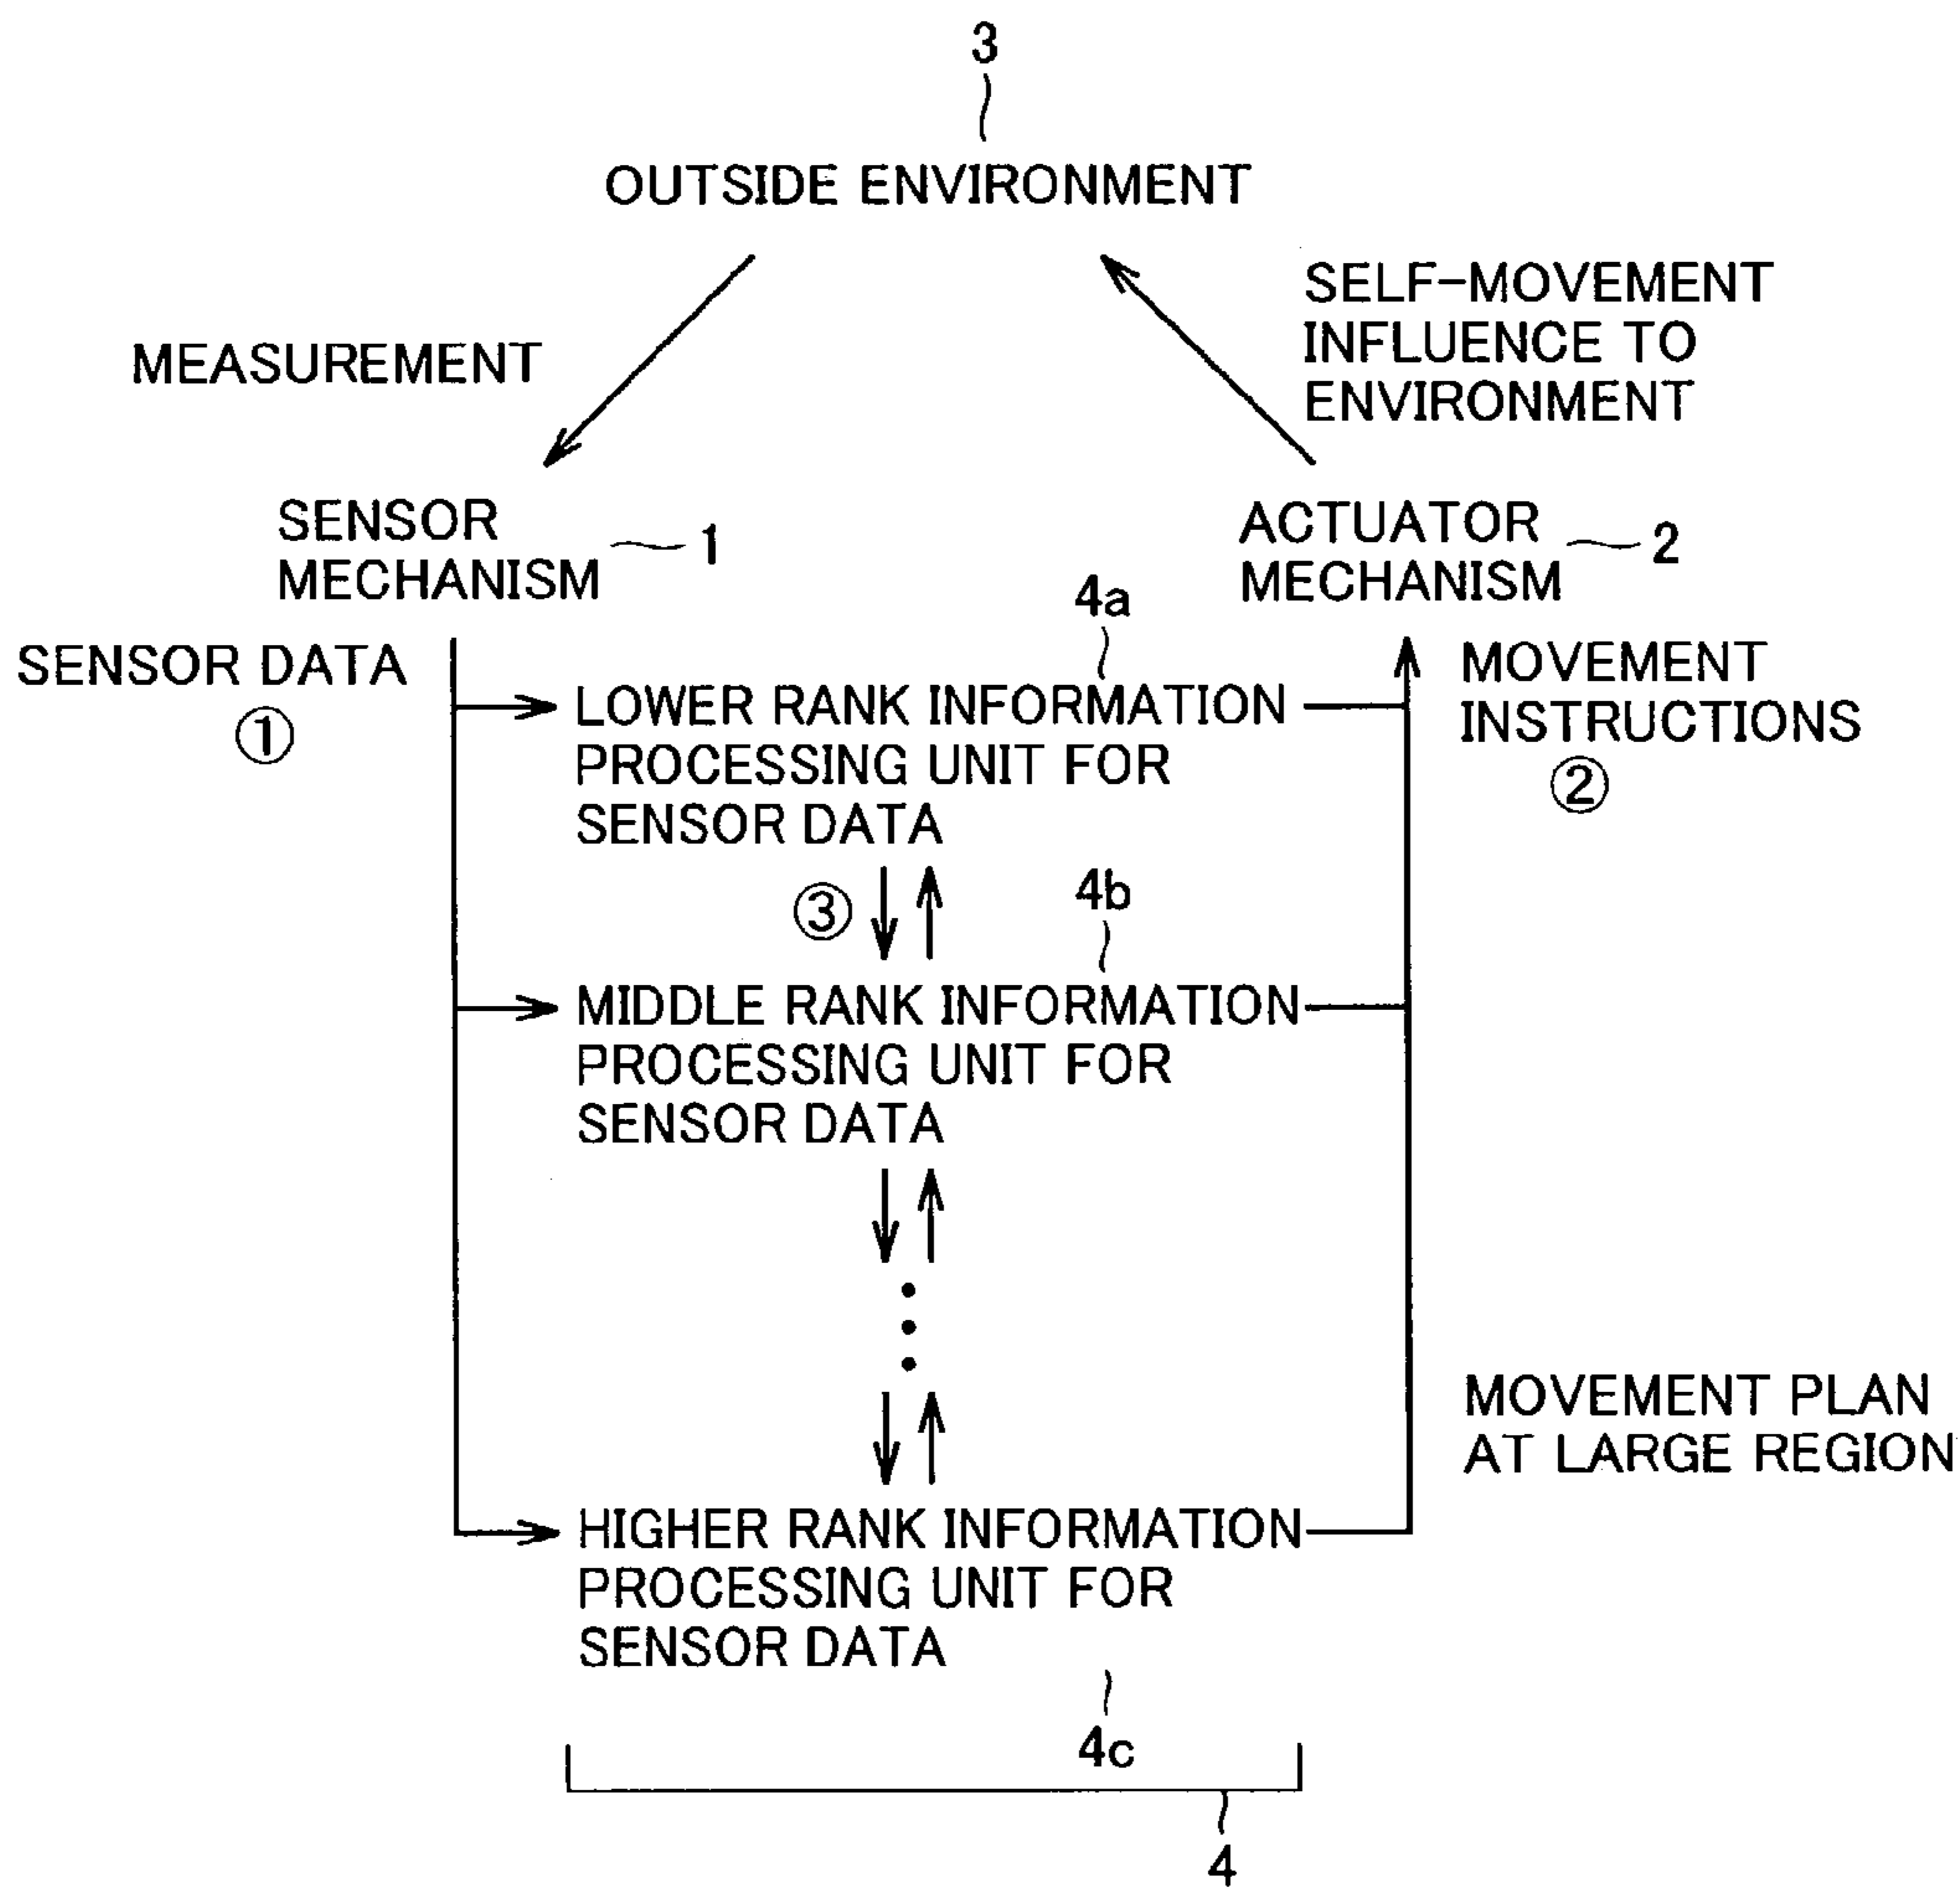 3
OUTSIDE ENVIRONMENT
MEASUREMENT
SELF-MOVEMENT
INFLUENCE TO
ENVIRONMENT
SENSOR
MECHANISM
1
ACTUATOR
MECHANISM
2
SENSOR DATA
①
4a
LOWER RANK INFORMATION
PROCESSING UNIT FOR
SENSOR DATA
MOVEMENT
INSTRUCTIONS
②
③
4b
MIDDLE RANK INFORMATION
PROCESSING UNIT FOR
SENSOR DATA
MOVEMENT PLAN
AT LARGE REGION
HIGHER RANK INFORMATION
PROCESSING UNIT FOR
SENSOR DATA
4c
4